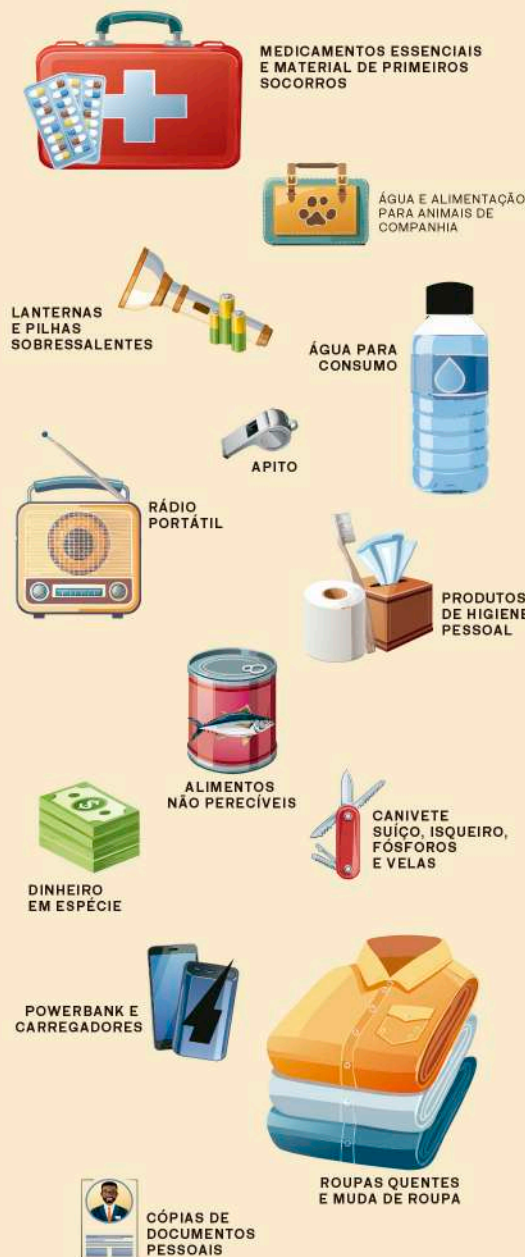 MEDICAMENTOS ESSENCIAIS
E MATERIAL DE PRIMEIROS
SOCORROS
ÁGUA E ALIMENTAÇÃO
PARA ANIMAIS DE
COMPANHIA
LANTERNAS
E PILHAS
SOBRESSALENTES
ÁGUA PARA
CONSUMO
APITO
RÁDIO
PORTÁTIL
PRODUTOS
DE HIGIENE
PESSOAL
ALIMENTOS
NÃO PERECÍVEIS
CANIVETE
SUÍÇO, ISQUEIRO,
FÓSFOROS
E VELAS
DINHEIRO
EM ESPÉCIE
POWERBANK E
CARREGADORES
ROUPAS QUENTES
E MUDA DE ROUPA
CÓPIAS DE
DOCUMENTOS
PESSOAIS